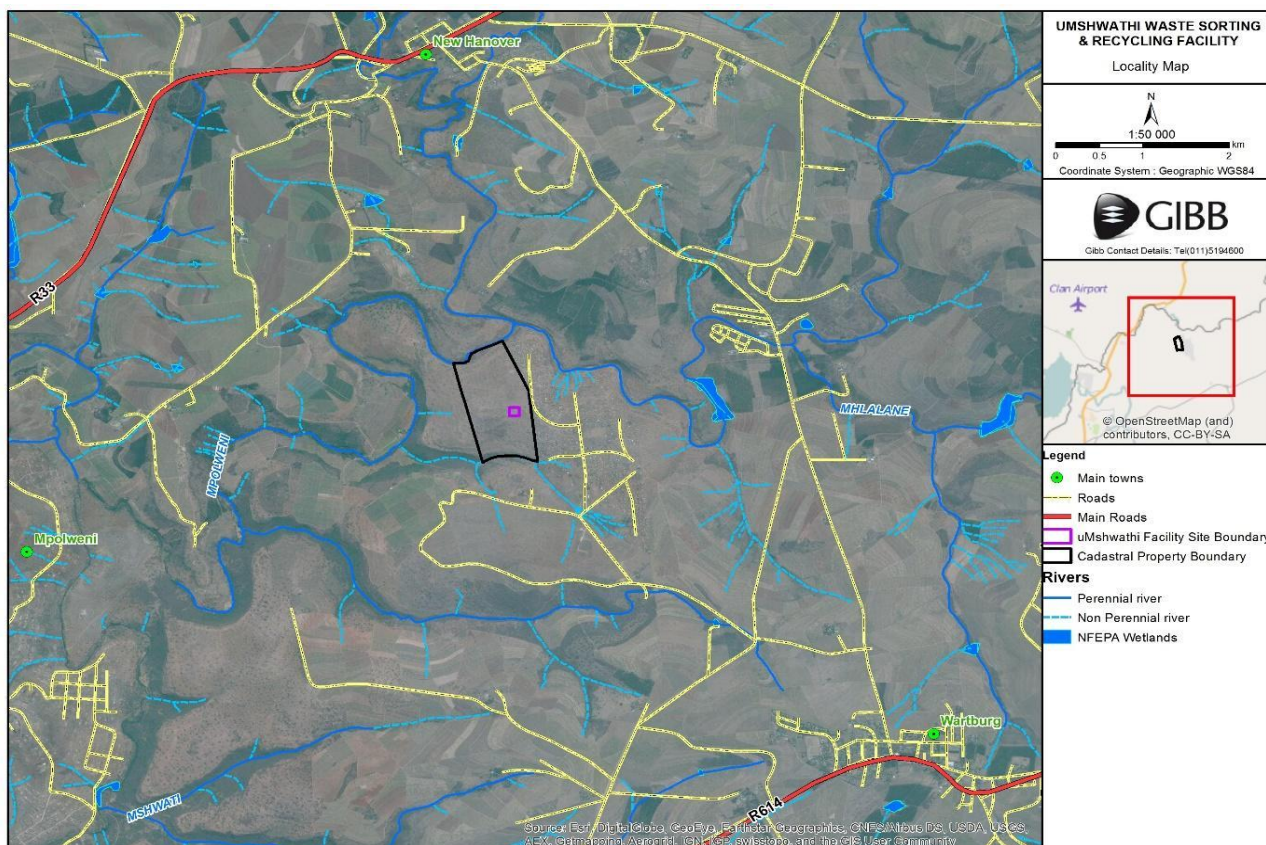 New Hanover
R33
MHLALANE
MPOLWENI
Mpolweni
Wartburg
R614
MSHWATI
Source: Esri, DigitalGlobe, GeoEye, Earthstar Geographics, CNES/Airbus DS, USDA, USGS,
AEX, Getmapping, Aerogrid, IGN, IGP, swisstopo, and the GIS User Community
UMSHWATHI WASTE SORTING
& RECYCLING FACILITY
Locality Map
N
1:50 000
km
0 0.5 1 2
Coordinate System : Geographic WGS84
GIBB
Gibb Contact Details: Tel(011)5194600
Clan Airport
© OpenStreetMap (and)
contributors, CC-BY-SA
Legend
Main towns
Roads
Main Roads
uMshwathi Facility Site Boundary
Cadastral Property Boundary
Rivers
Perennial river
Non Perennial river
NFEPA Wetlands